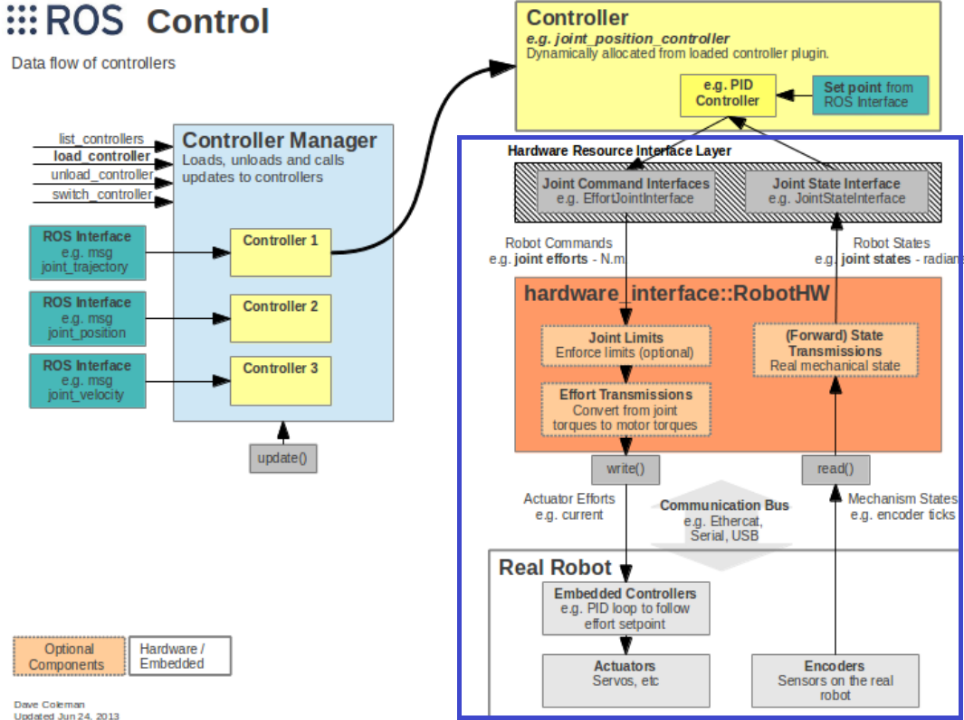 ROS Control
Data flow of controllers
list_controllers
load_controller
unload_controller
switch_controller
Controller Manager
Loads, unloads and calls
updates to controllers
ROS Interface
e.g. msg
joint_trajectory
Controller 1
ROS Interface
e.g. msg
joint_position
Controller 2
ROS Interface
e.g. msg
joint_velocity
Controller 3
update()
Controller
e.g. joint_position_controller
Dynamically allocated from loaded controller plugin.
e.g. PID
Controller
Set point from
ROS Interface
Hardware Resource Interface Layer
Joint Command Interfaces
e.g. EffortJointInterface
Joint State Interface
e.g. JointStateInterface
Robot Commands
e.g. joint efforts - N.m
Robot States
e.g. joint states - radian
hardware_interface::RobotHW
Joint Limits
Enforce limits (optional)
(Forward) State
Transmissions
Real mechanical state
Effort Transmissions
Convert from joint
torques to motor torques
write()
read()
Actuator Efforts
e.g. current
Communication Bus
e.g. Ethercat,
Serial, USB
Mechanism States
e.g. encoder ticks
Real Robot
Embedded Controllers
e.g. PID loop to follow
effort setpoint
Actuators
Servos, etc
Encoders
Sensors on the real
robot
Optional
Components
Hardware /
Embedded
Dave Coleman
Updated Jun 24, 2013